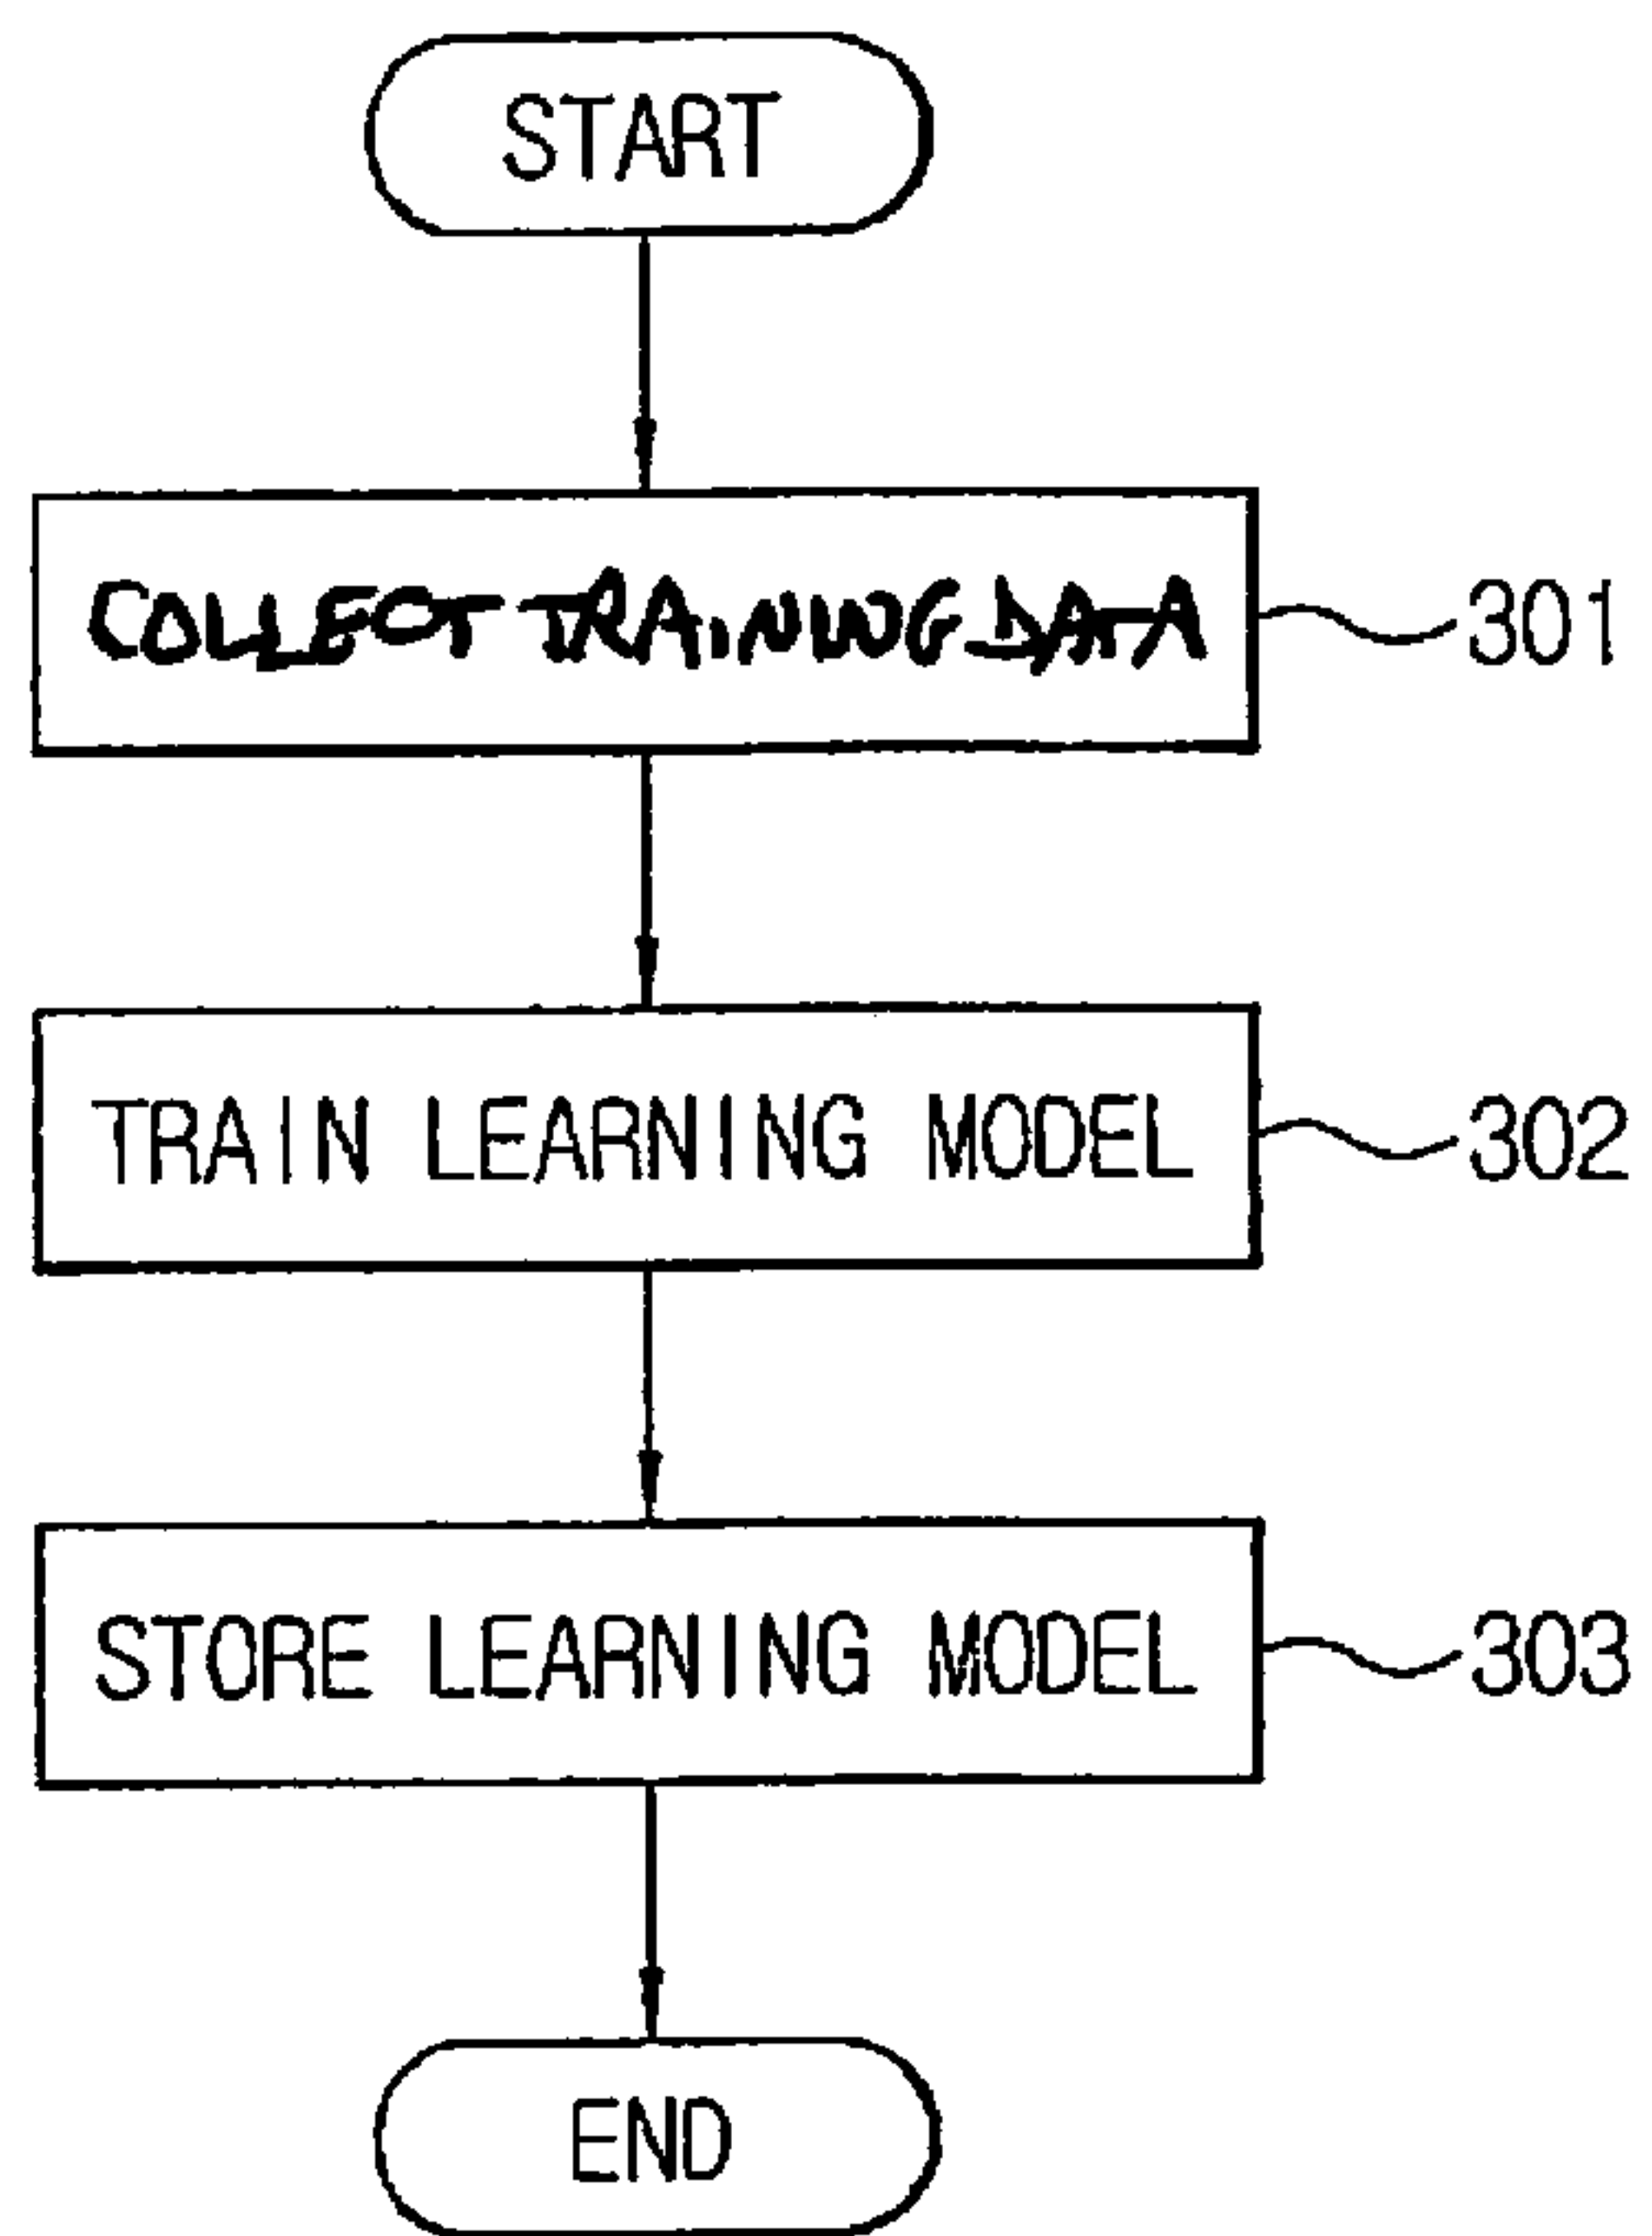 START
COLLECT TRAINING DATA 301
TRAIN LEARNING MODEL 302
STORE LEARNING MODEL 303
END